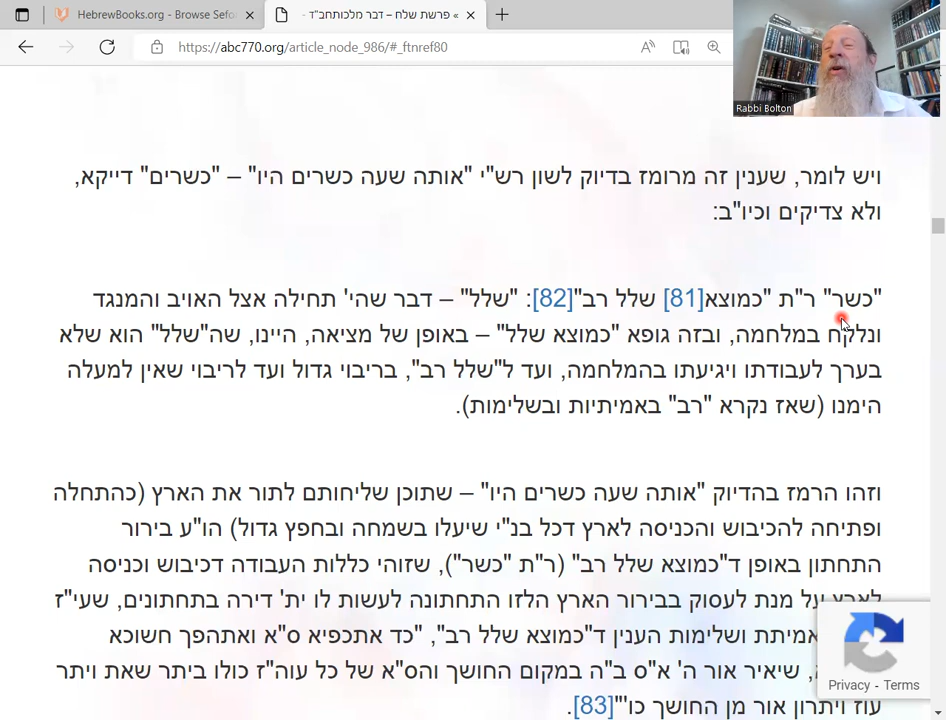 HebrewBooks.org - Browse Sefo
« פרשת שלח – דבר מלכותחב"ד -
https://abc770.org/article_node_986/#_ftnref80
Rabbi Bolton
ויש לומר, שענין זה מרומז בדיוק לשון רש"י "אותה שעה כשרים היו" – "כשרים" דייקא,
ולא צדיקים וכיו"ב:
"כשר" ר"ת "כמוצא[81] שלל רב"[82]: "שלל" – דבר שהי' תחילה אצל האויב והמנגד
ונלקח במלחמה, ובזה גופא "כמוצא שלל" – באופן של מציאה, היינו, שה"שלל" הוא שלא
בערך לעבודתו ויגיעתו בהמלחמה, ועד ל"שלל רב", בריבוי גדול ועד לריבוי שאין למעלה
הימנו (שאז נקרא "רב" באמיתיות ובשלימות).
וזהו הרמז בהדיוק "אותה שעה כשרים היו" – שתוכן שליחותם לתור את הארץ (כהתחלה
ופתיחה להכיבוש והכניסה לארץ דכל בנ"י שיעלו בשמחה ובחפץ גדול) הו"ע בירור
התחתון באופן ד"כמוצא שלל רב" (ר"ת "כשר"), שזוהי כללות העבודה דכיבוש וכניסה
לארץ על מנת לעסוק בבירור הארץ הלזו התחתונה לעשות לו ית' דירה בתחתונים, שעי"ז
אמיתת ושלימות הענין ד"כמוצא שלל רב", "כד אתכפיא ס"א ואתהפך חשוכא
, שיאיר אור ה' א"ס ב"ה במקום החושך והס"א של כל עוה"ז כולו ביתר שאת ויתר
עוז ויתרון אור מן החושך כו'"[83].
Privacy - Terms